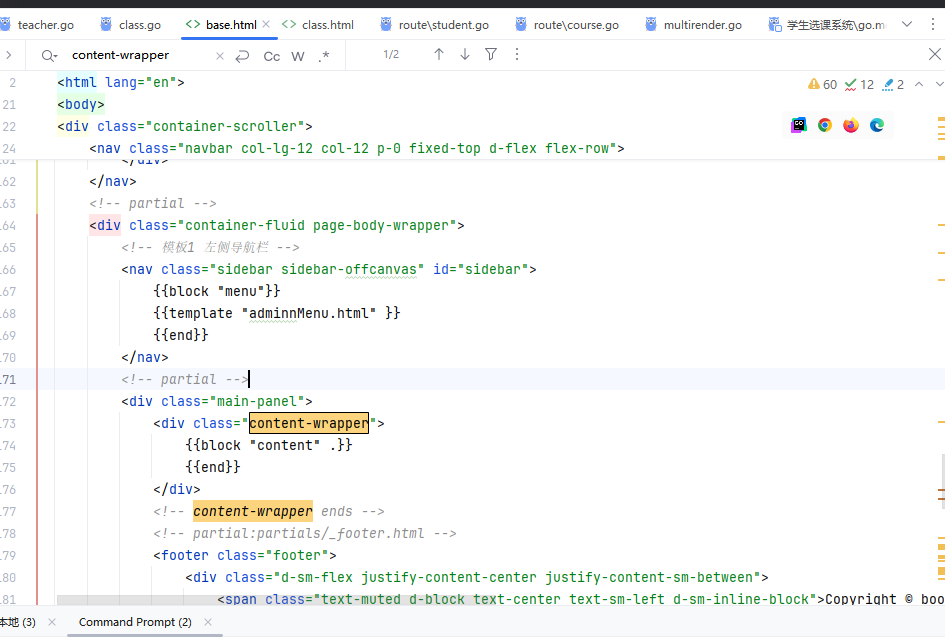 teacher.go class.go base.html class.html route\student.go route\course.go multirender.go 学生选课系统\go.m
content-wrapper Cc W .* 1/2
2 <html lang="en"> 60 12 2
21 <body>
22 <div class="container-scroller">
24 <nav class="navbar col-lg-12 col-12 p-0 fixed-top d-flex flex-row">
61 </div>
62 </nav>
63 <!-- partial -->
64 <div class="container-fluid page-body-wrapper">
65 <!-- 模板1 左侧导航栏 -->
66 <nav class="sidebar sidebar-offcanvas" id="sidebar">
67 {{block "menu"}}
68 {{template "adminnMenu.html" }}
69 {{end}}
70 </nav>
171 <!-- partial -->
72 <div class="main-panel">
73 <div class="content-wrapper">
74 {{block "content" .}}
75 {{end}}
76 </div>
77 <!-- content-wrapper ends -->
78 <!-- partial:partials/_footer.html -->
79 <footer class="footer">
80 <div class="d-sm-flex justify-content-center justify-content-sm-between">
81 <span class="text-muted d-block text-center text-sm-left d-sm-inline-block">Copyright © boo
本地 (3) Command Prompt (2)